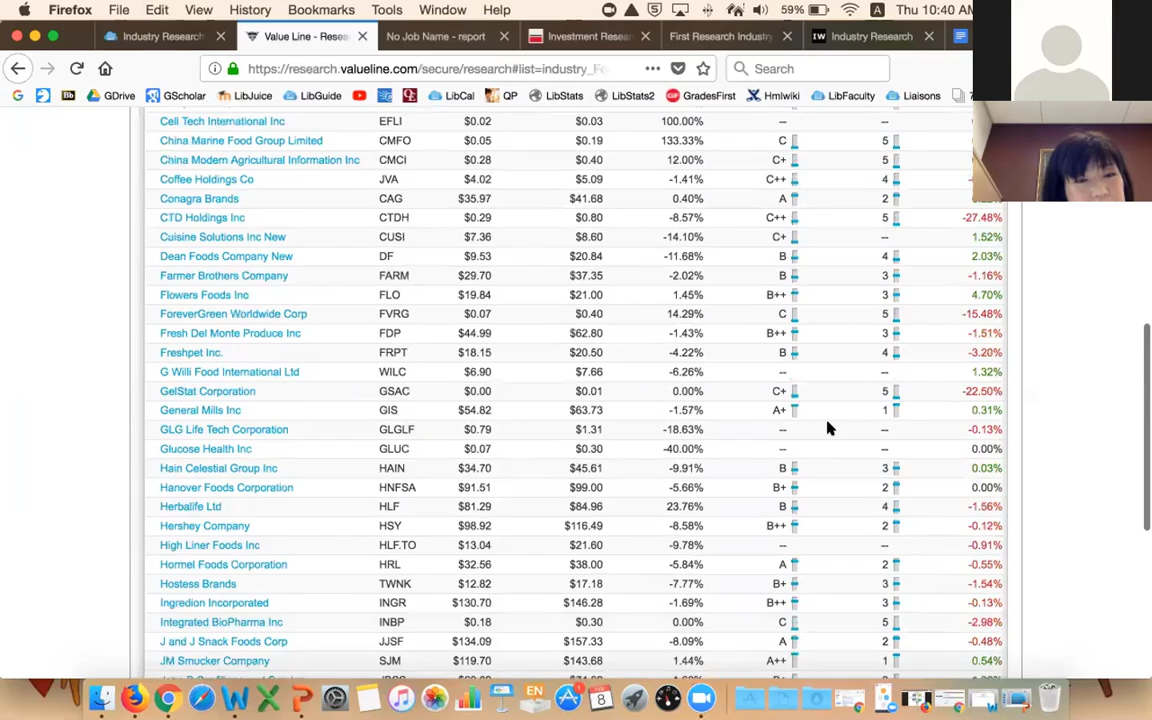 Firefox File Edit View History Bookmarks Tools Window Help 59% A Thu 10:40 AM
Industry Research Value Line - Resea No Job Name - report Investment Resea First Research Industry IW Industry Research
https://research.valueline.com/secure/research#list=industry_Fo Search
GDrive GScholar LibJuice LibGuide LibCal QP LibStats LibStats2 GradesFirst Hmlwiki LibFaculty Liaisons
Cell Tech International Inc EFLI $0.02 $0.03 100.00% -- --
China Marine Food Group Limited CMFO $0.05 $0.19 133.33% C 5
China Modern Agricultural Information Inc CMCI $0.28 $0.40 12.00% C+ 5
Coffee Holdings Co JVA $4.02 $5.09 -1.41% C++ 4
Conagra Brands CAG $35.97 $41.68 0.40% A 2
CTD Holdings Inc CTDH $0.29 $0.80 -8.57% C++ 5 -27.48%
Cuisine Solutions Inc New CUSI $7.36 $8.60 -14.10% C+ -- 1.52%
Dean Foods Company New DF $9.53 $20.84 -11.68% B 4 2.03%
Farmer Brothers Company FARM $29.70 $37.35 -2.02% B 3 -1.16%
Flowers Foods Inc FLO $19.84 $21.00 1.45% B++ 3 4.70%
ForeverGreen Worldwide Corp FVRG $0.07 $0.40 14.29% C 5 -15.48%
Fresh Del Monte Produce Inc FDP $44.99 $62.80 -1.43% B++ 3 -1.51%
Freshpet Inc. FRPT $18.15 $20.50 -4.22% B 4 -3.20%
G Willi Food International Ltd WILC $6.90 $7.66 -6.26% -- -- 1.32%
GelStat Corporation GSAC $0.00 $0.01 0.00% C+ 5 -22.50%
General Mills Inc GIS $54.82 $63.73 -1.57% A+ 1 0.31%
GLG Life Tech Corporation GLGLF $0.79 $1.31 -18.63% -- -- -0.13%
Glucose Health Inc GLUC $0.07 $0.30 -40.00% -- -- 0.00%
Hain Celestial Group Inc HAIN $34.70 $45.61 -9.91% B 3 0.03%
Hanover Foods Corporation HNFSA $91.51 $99.00 -5.66% B+ 2 0.00%
Herbalife Ltd HLF $81.29 $84.96 23.76% B 4 -1.56%
Hershey Company HSY $98.92 $116.49 -8.58% B++ 2 -0.12%
High Liner Foods Inc HLF.TO $13.04 $21.60 -9.78% -- -- -0.91%
Hormel Foods Corporation HRL $32.56 $38.00 -5.84% A 2 -0.55%
Hostess Brands TWNK $12.82 $17.18 -7.77% B+ 3 -1.54%
Ingredion Incorporated INGR $130.70 $146.28 -1.69% B++ 3 -0.13%
Integrated BioPharma Inc INBP $0.18 $0.30 0.00% C 5 -2.98%
J and J Snack Foods Corp JJSF $134.09 $157.33 -8.09% A 2 -0.48%
JM Smucker Company SJM $119.70 $143.68 1.44% A++ 1 0.54%